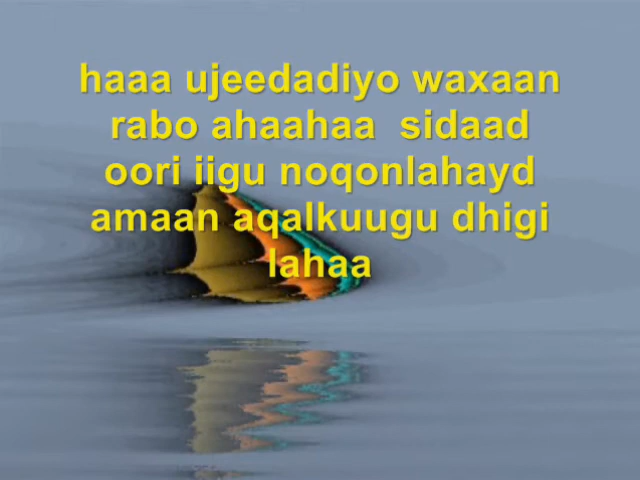 haaa ujeedadiyo waxaan
rabo ahaahaa sidaad
oori iigu noqonlahayd
amaan aqalkuugu dhigi
lahaa